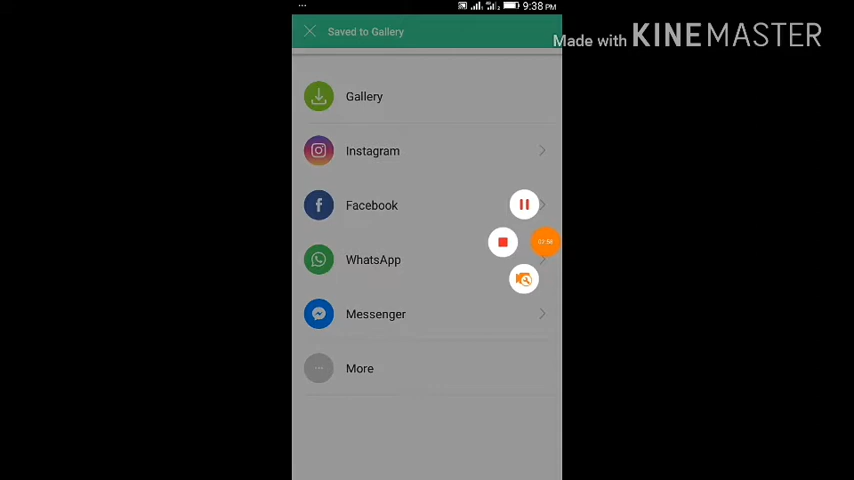 9:38 PM
Saved to Gallery
Made with KINEMASTER
Gallery
Instagram
Facebook
WhatsApp
Messenger
More